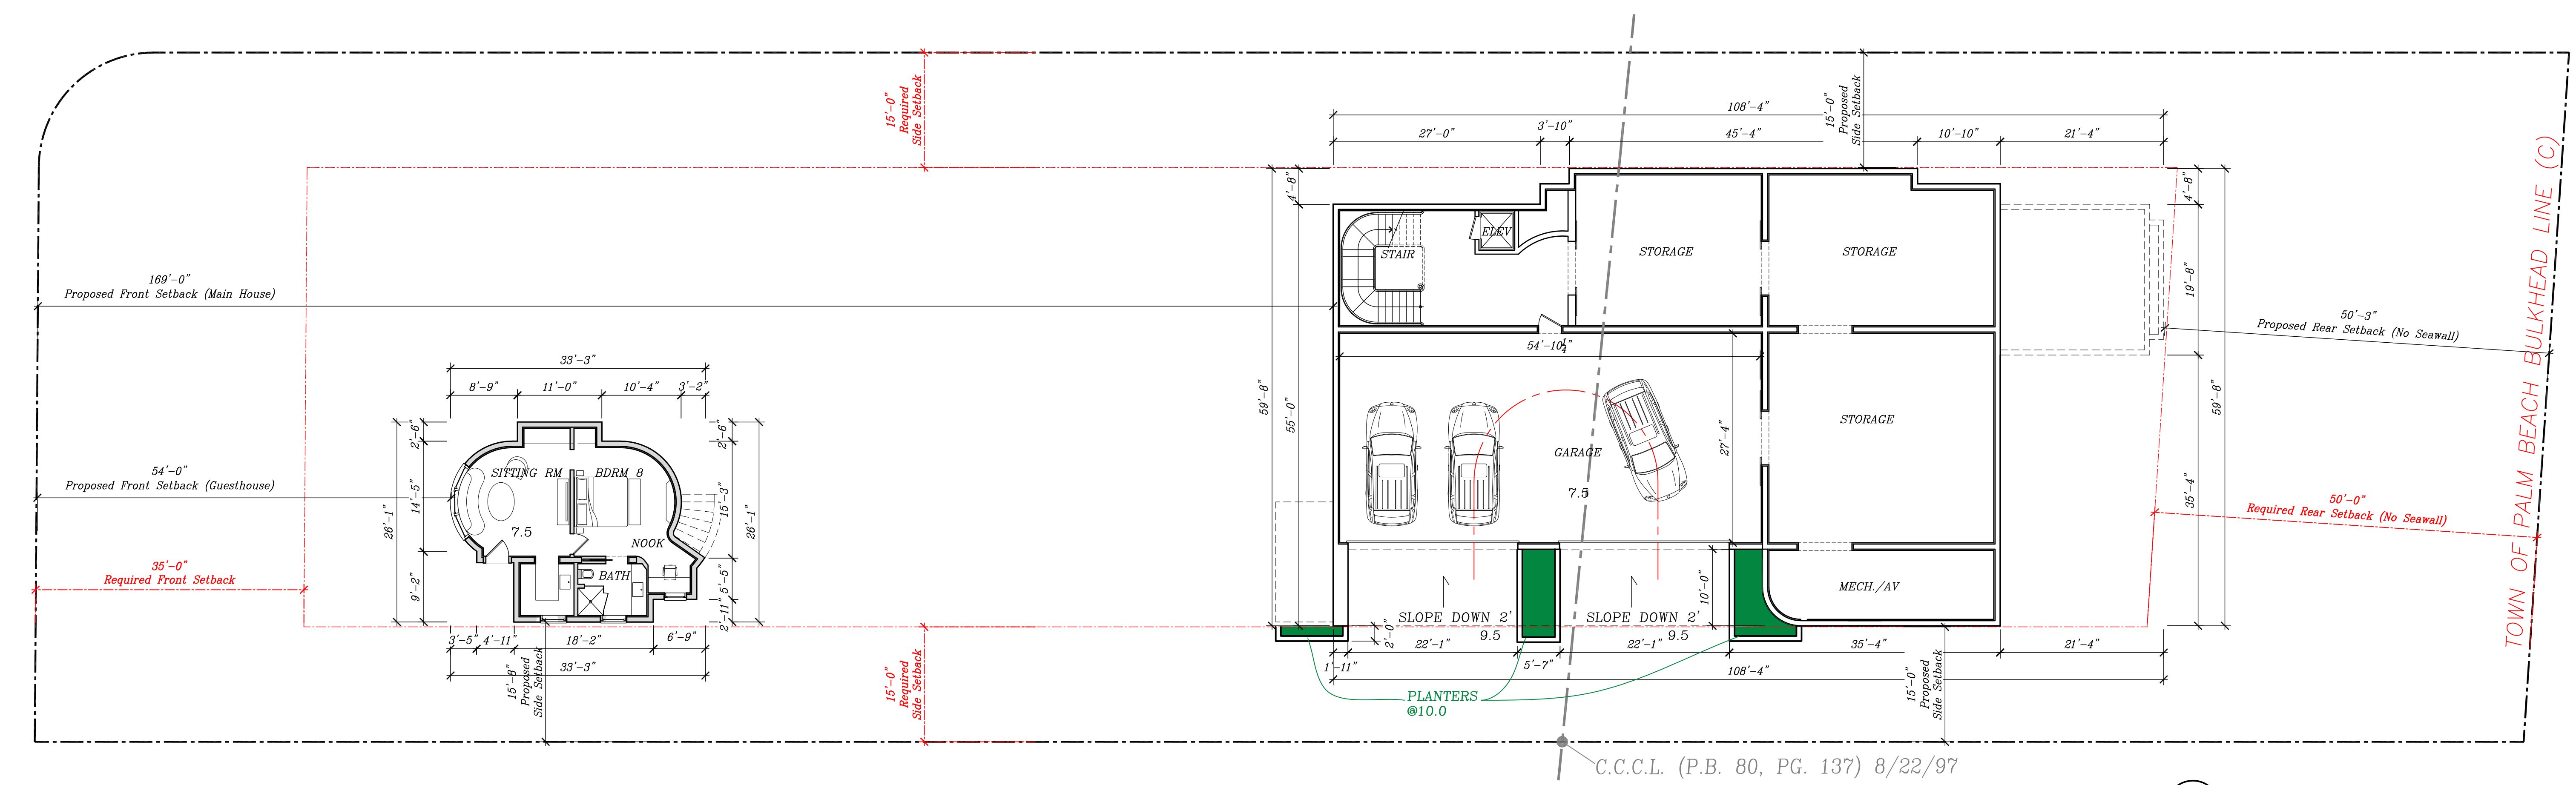 15'-0"
Required
Side Setback
15'-0"
Proposed
Side Setback
108'-4"
27'-0"
3'-10"
45'-4"
10'-10"
21'-4"
4'-8"
4'-8"
ELEV
STAIR
STORAGE
STORAGE
169'-0"
Proposed Front Setback (Main House)
19'-8"
59'-8"
55'-0"
59'-8"
50'-3"
Proposed Rear Setback (No Seawall)
TOWN OF PALM BEACH BULKHEAD LINE (C)
54'-10¼"
33'-3"
8'-9"
11'-0"
10'-4"
3'-2"
2'-6"
2'-6"
SITTING RM
BDRM 8
54'-0"
Proposed Front Setback (Guesthouse)
26'-1"
14'-5"
15'-3"
26'-1"
7.5
NOOK
BATH
9'-2"
5'-5"
2'-11"
GARAGE
7.5
27'-4"
STORAGE
35'-4"
50'-0"
Required Rear Setback (No Seawall)
35'-0"
Required Front Setback
10'-0"
MECH./AV
SLOPE DOWN 2'
9.5
SLOPE DOWN 2'
9.5
2'-0"
3'-5"
4'-11"
18'-2"
6'-9"
33'-3"
15'-8"
Proposed
Side Setback
15'-0"
Required
Side Setback
1'-11"
22'-1"
5'-7"
22'-1"
35'-4"
21'-4"
108'-4"
15'-0"
Proposed
Side Setback
PLANTERS
@10.0
C.C.C.L. (P.B. 80, PG. 137) 8/22/97